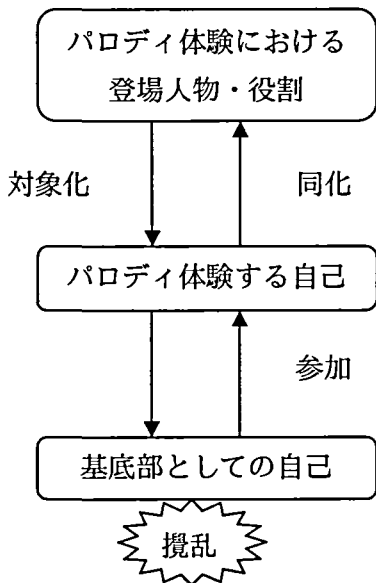 パロディ体験における
登場人物・役割
対象化
同化
パロディ体験する自己
参加
基底部としての自己
攪乱